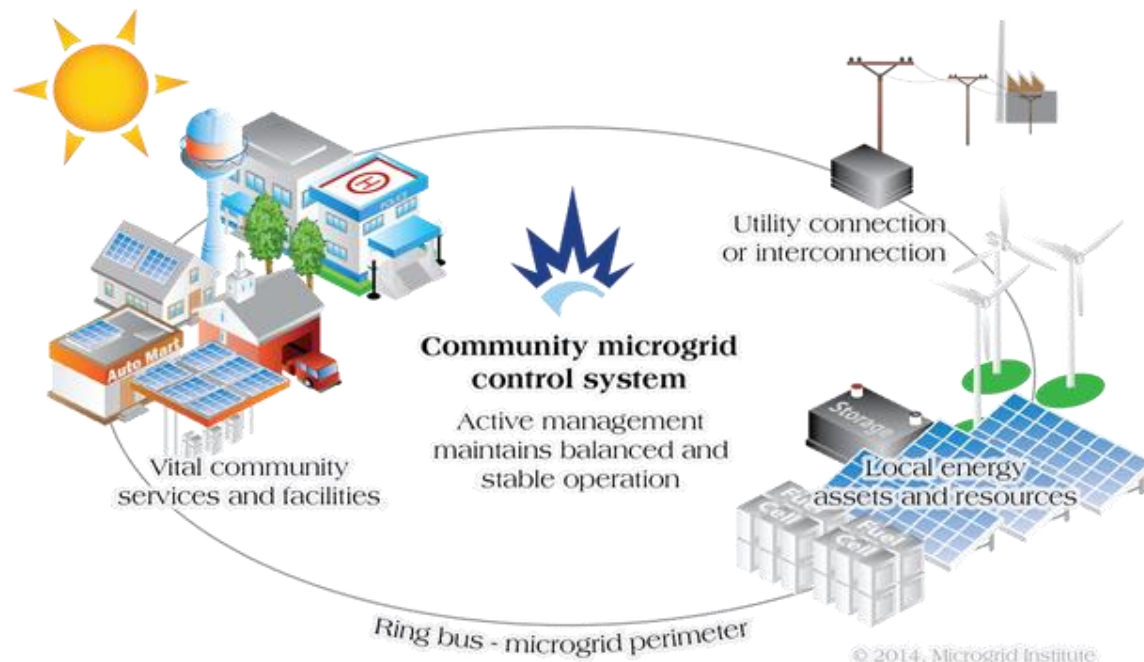 H
POLICE
Auto Mart
Vital community
services and facilities
Community microgrid
control system
Active management
maintains balanced and
stable operation
Utility connection
or interconnection
Storage
Local energy
assets and resources
Fuel
Cell
Fuel
Cell
Ring bus - microgrid perimeter
© 2014, Microgrid Institute